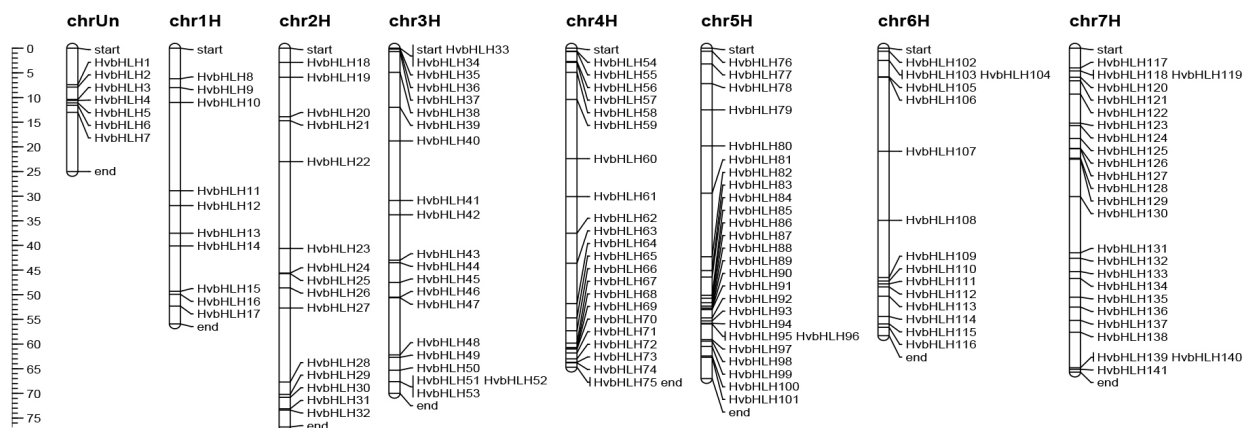 chrUn
start
HvbHLH1
HvbHLH2
HvbHLH3
HvbHLH4
HvbHLH5
HvbHLH6
HvbHLH7
end
chr1H
start
HvbHLH8
HvbHLH9
HvbHLH10
HvbHLH11
HvbHLH12
HvbHLH13
HvbHLH14
HvbHLH15
HvbHLH16
HvbHLH17
end
chr2H
start
HvbHLH18
HvbHLH19
HvbHLH20
HvbHLH21
HvbHLH22
HvbHLH23
HvbHLH24
HvbHLH25
HvbHLH26
HvbHLH27
HvbHLH28
HvbHLH29
HvbHLH30
HvbHLH31
HvbHLH32
end
chr3H
start HvbHLH33
HvbHLH34
HvbHLH35
HvbHLH36
HvbHLH37
HvbHLH38
HvbHLH39
HvbHLH40
HvbHLH41
HvbHLH42
HvbHLH43
HvbHLH44
HvbHLH45
HvbHLH46
HvbHLH47
HvbHLH48
HvbHLH49
HvbHLH50
HvbHLH51 HvbHLH52
HvbHLH53
end
chr4H
start
HvbHLH54
HvbHLH55
HvbHLH56
HvbHLH57
HvbHLH58
HvbHLH59
HvbHLH60
HvbHLH61
HvbHLH62
HvbHLH63
HvbHLH64
HvbHLH65
HvbHLH66
HvbHLH67
HvbHLH68
HvbHLH69
HvbHLH70
HvbHLH71
HvbHLH72
HvbHLH73
HvbHLH74
HvbHLH75 end
chr5H
start
HvbHLH76
HvbHLH77
HvbHLH78
HvbHLH79
HvbHLH80
HvbHLH81
HvbHLH82
HvbHLH83
HvbHLH84
HvbHLH85
HvbHLH86
HvbHLH87
HvbHLH88
HvbHLH89
HvbHLH90
HvbHLH91
HvbHLH92
HvbHLH93
HvbHLH94
HvbHLH95 HvbHLH96
HvbHLH97
HvbHLH98
HvbHLH99
HvbHLH100
HvbHLH101
end
chr6H
start
HvbHLH102
HvbHLH103 HvbHLH104
HvbHLH105
HvbHLH106
HvbHLH107
HvbHLH108
HvbHLH109
HvbHLH110
HvbHLH111
HvbHLH112
HvbHLH113
HvbHLH114
HvbHLH115
HvbHLH116
end
chr7H
start
HvbHLH117
HvbHLH118 HvbHLH119
HvbHLH120
HvbHLH121
HvbHLH122
HvbHLH123
HvbHLH124
HvbHLH125
HvbHLH126
HvbHLH127
HvbHLH128
HvbHLH129
HvbHLH130
HvbHLH131
HvbHLH132
HvbHLH133
HvbHLH134
HvbHLH135
HvbHLH136
HvbHLH137
HvbHLH138
HvbHLH139 HvbHLH140
HvbHLH141
end
0
5
10
15
20
25
30
35
40
45
50
55
60
65
70
75